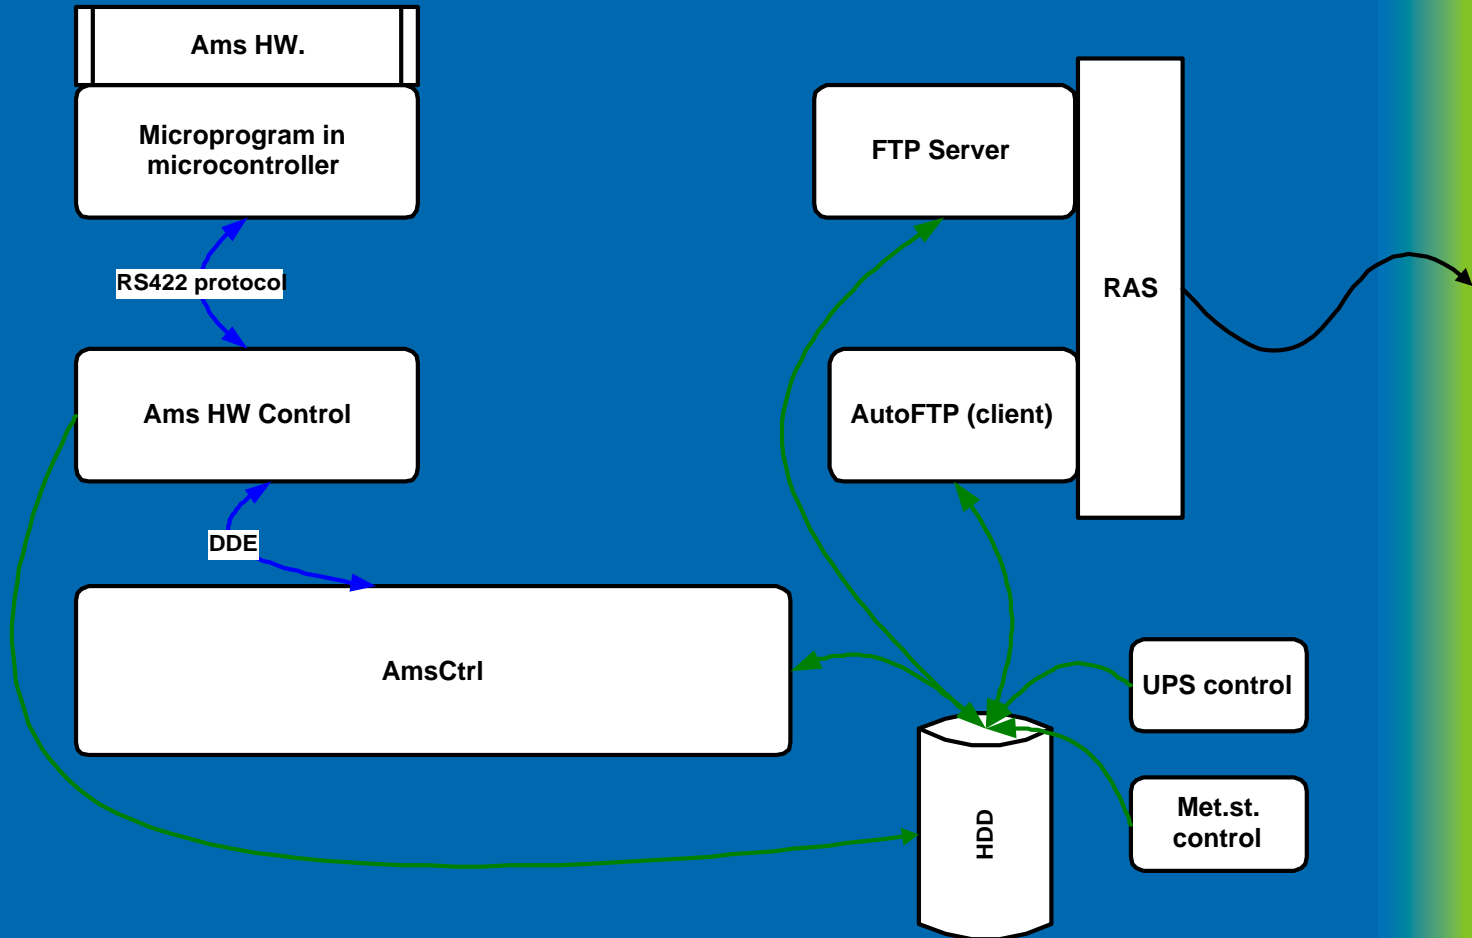 Ams HW.
Microprogram in
microcontroller
RS422 protocol
Ams HW Control
DDE
AmsCtrl
FTP Server
RAS
AutoFTP (client)
UPS control
Met.st.
control
HDD